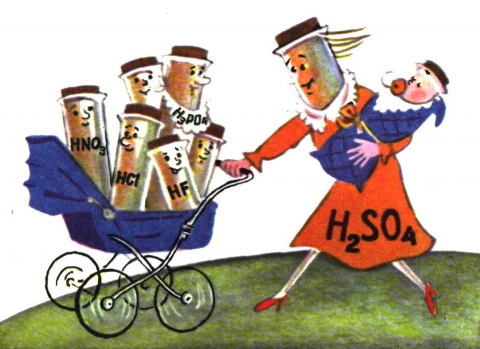 H₃PO₄
HNO₃
HCl
HF
H₂SO₄